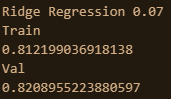 Ridge Regression 0.07
Train
0.812199036918138
Val
0.8208955223880597